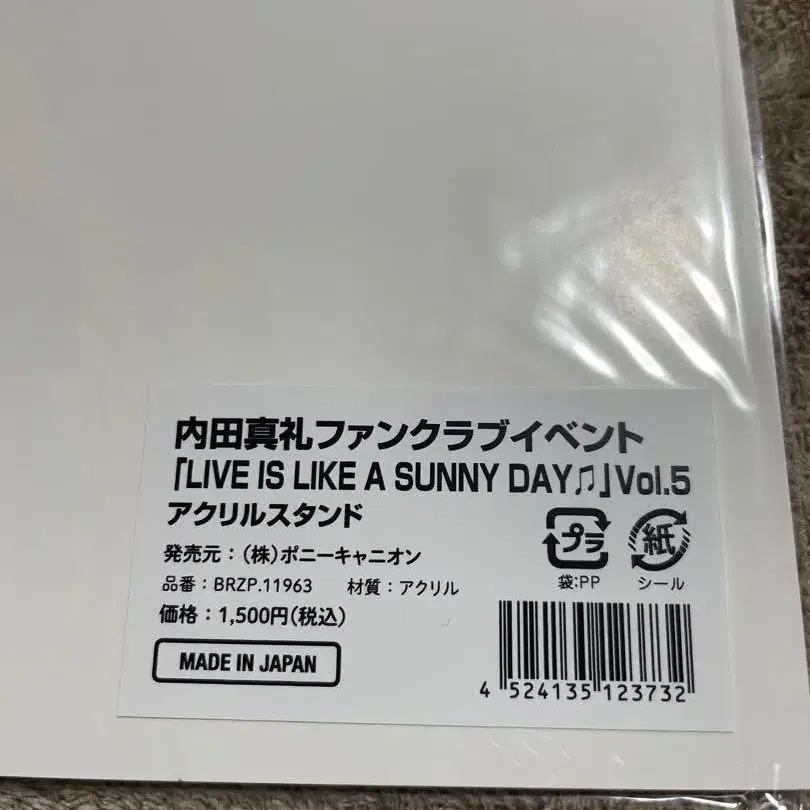 内田真礼ファンクラブイベント
「LIVE IS LIKE A SUNNY DAY♫」Vol.5
アクリルスタンド
発売元：（株）ポニーキャニオン
品番：BRZP.11963　材質：アクリル
価格：1,500円（税込）
MADE IN JAPAN
プラ
袋:PP
紙
シール
4 524135 123732